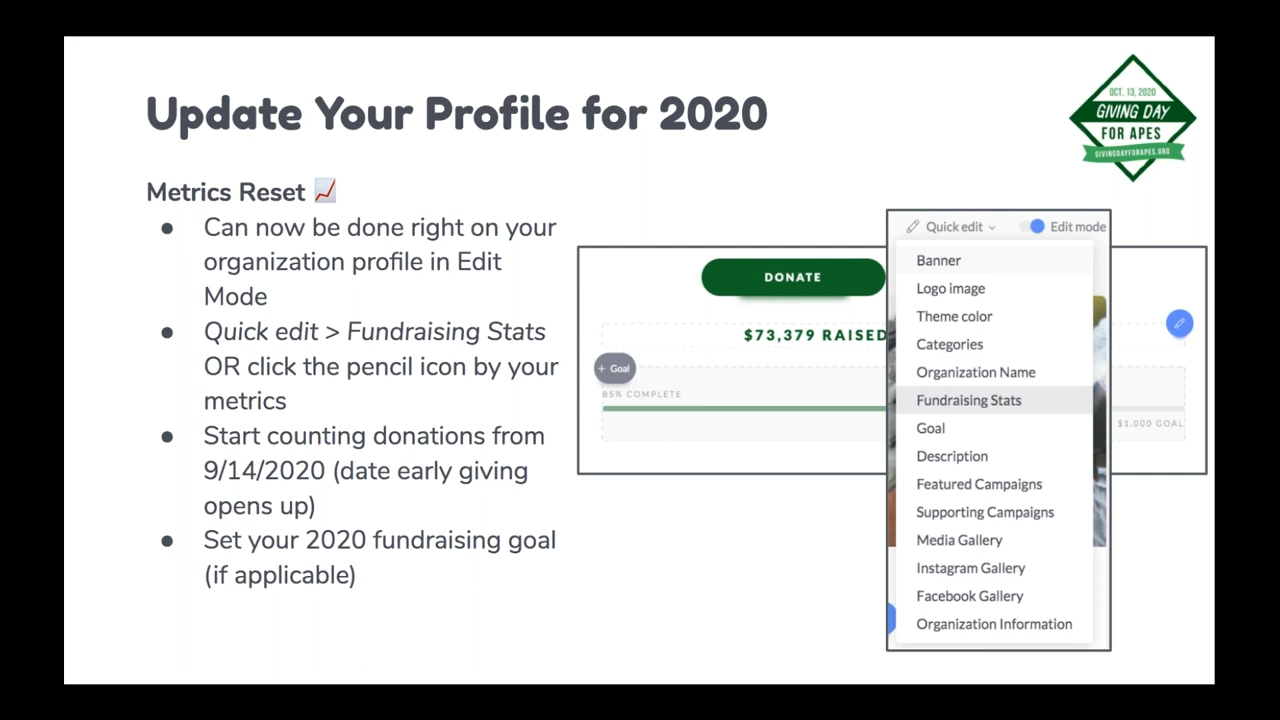 Update Your Profile for 2020
OCT. 13, 2020
GIVING DAY
FOR APES
GIVINGDAYFORAPES.ORG
Metrics Reset 📈
● Can now be done right on your
organization profile in Edit
Mode
● Quick edit > Fundraising Stats
OR click the pencil icon by your
metrics
● Start counting donations from
9/14/2020 (date early giving
opens up)
● Set your 2020 fundraising goal
(if applicable)
DONATE
$73,379 RAISED
+ Goal
85% COMPLETE
$1,000 GOAL
Quick edit
Edit mode
Banner
Logo image
Theme color
Categories
Organization Name
Fundraising Stats
Goal
Description
Featured Campaigns
Supporting Campaigns
Media Gallery
Instagram Gallery
Facebook Gallery
Organization Information